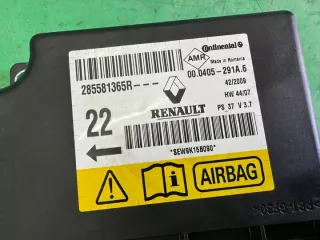 Continental
AMR Made in Romania
285581365R---
00.0405-291A.6
42/2009
HW 44/07
PS 37 V 3.7
22
RENAULT
*SEW9K158090*
AIRBAG